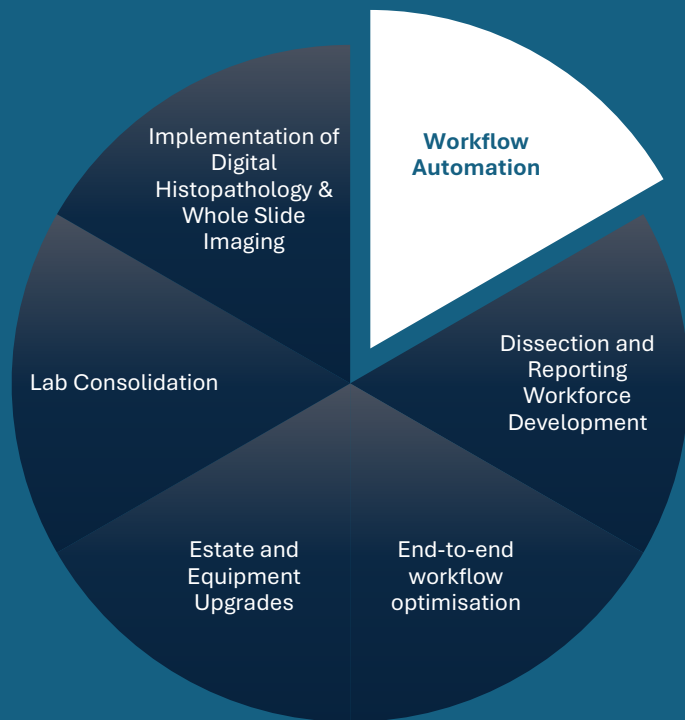 Implementation of
Digital
Histopathology &
Whole Slide
Imaging
Workflow
Automation
Dissection and
Reporting
Workforce
Development
Lab Consolidation
Estate and
Equipment
Upgrades
End-to-end
workflow
optimisation